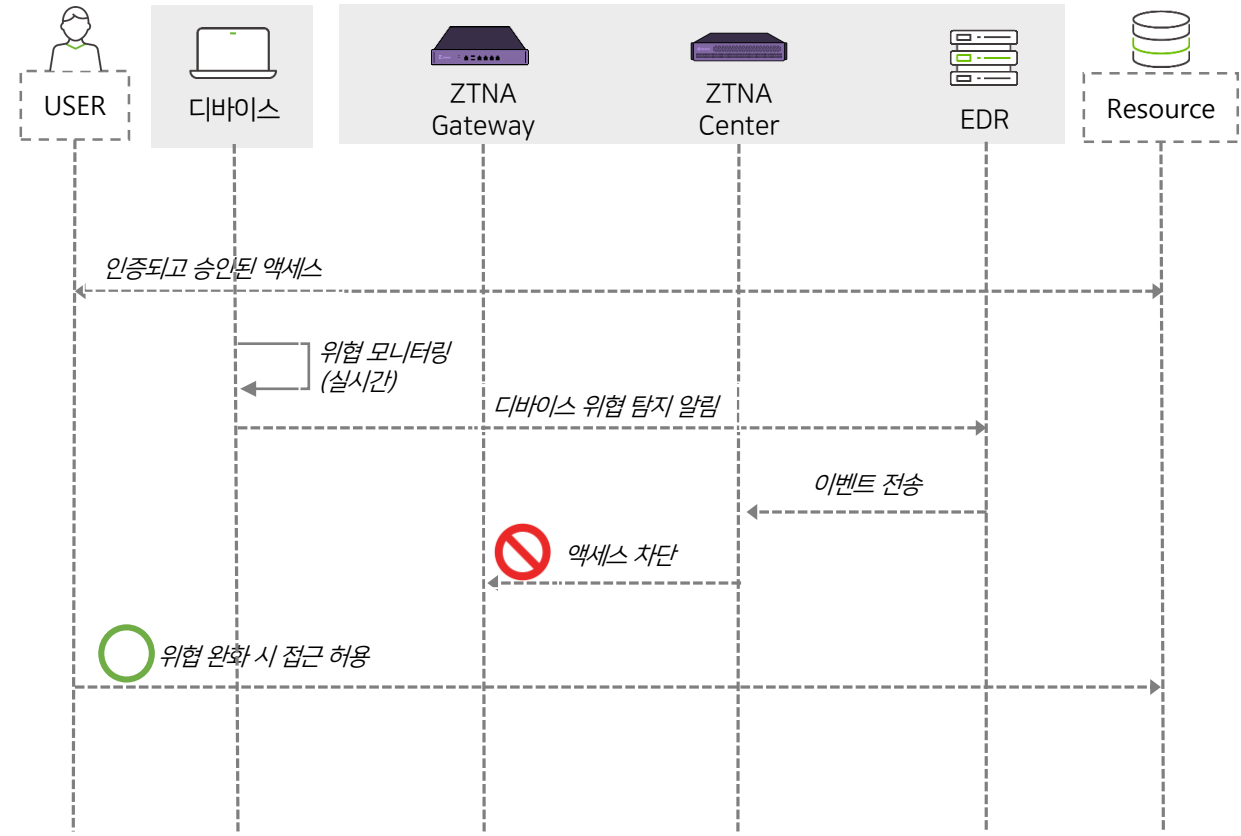 USER
디바이스
ZTNA
Gateway
ZTNA
Center
EDR
Resource
인증되고 승인된 액세스
위협 모니터링
(실시간)
디바이스 위협 탐지 알림
이벤트 전송
액세스 차단
위협 완화 시 접근 허용